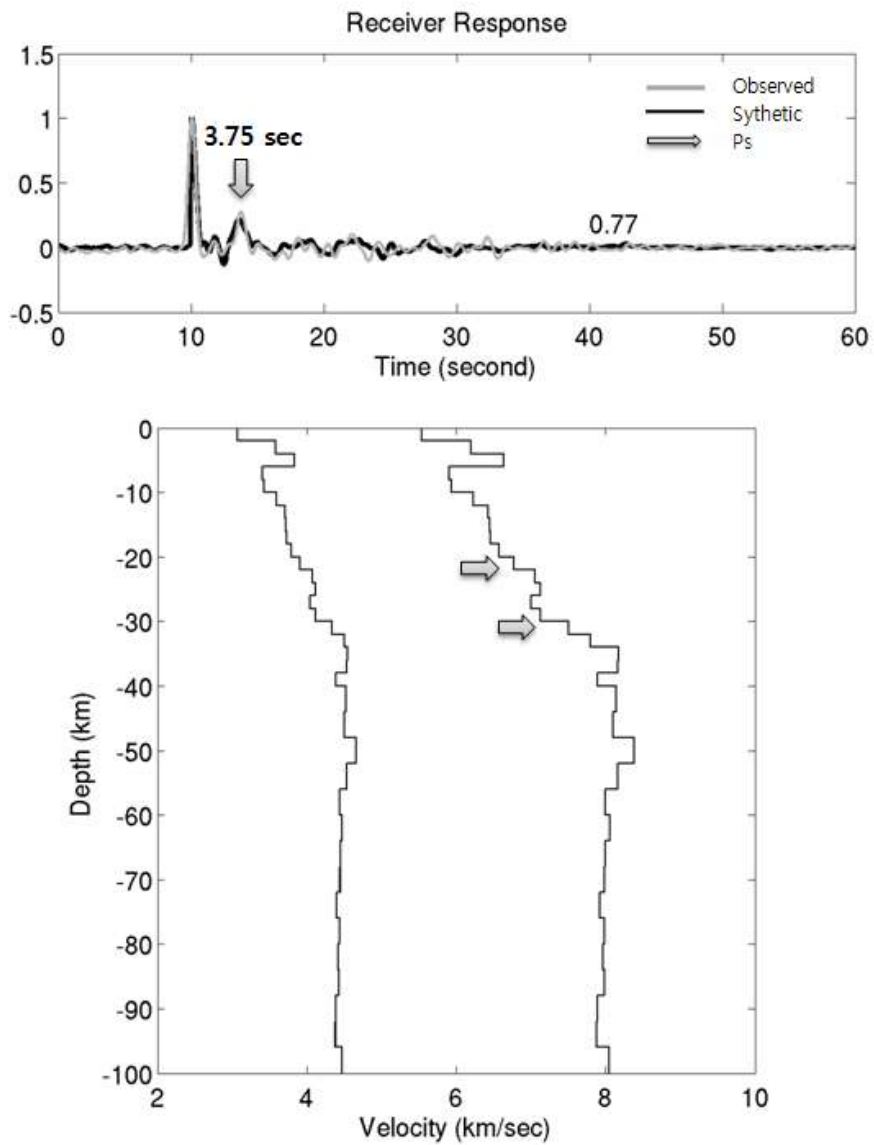 Receiver Response
1.5
1
0.5
0
-0.5
3.75 sec
Observed
Sythetic
Ps
0.77
0 10 20 30 40 50 60
Time (second)
0
-10
-20
-30
-40
-50
-60
-70
-80
-90
-100
Depth (km)
2 4 6 8 10
Velocity (km/sec)